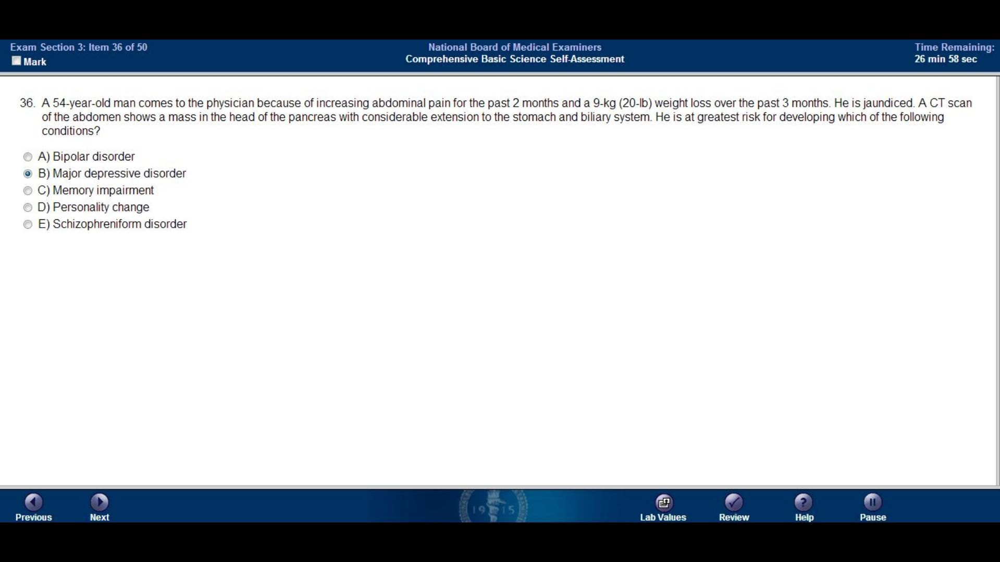 Exam Section 3: Item 36 of 50
Mark
National Board of Medical Examiners
Comprehensive Basic Science Self-Assessment
Time Remaining:
26 min 58 sec
36. A 54-year-old man comes to the physician because of increasing abdominal pain for the past 2 months and a 9-kg (20-lb) weight loss over the past 3 months. He is jaundiced. A CT scan
of the abdomen shows a mass in the head of the pancreas with considerable extension to the stomach and biliary system. He is at greatest risk for developing which of the following
conditions?
A) Bipolar disorder
B) Major depressive disorder
C) Memory impairment
D) Personality change
E) Schizophreniform disorder
1915
Previous
Next
Lab Values
Review
Help
Pause